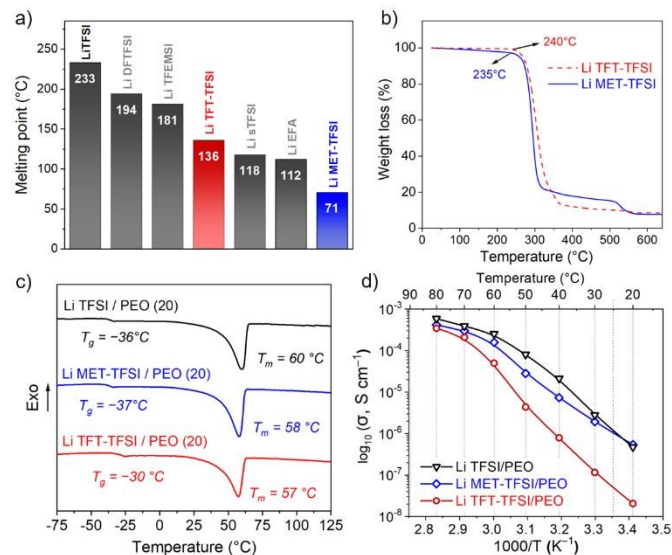 a)
Melting point (°C)
250
200
150
100
50
0
LiTFSI
233
Li DFTFSI
194
Li TFEMSI
181
Li TFT-TFSI
136
Li sTFSI
118
Li EFA
112
Li MET-TFSI
71
b)
Weight loss (%)
100
80
60
40
20
0
240°C
235°C
Li TFT-TFSI
Li MET-TFSI
0 100 200 300 400 500 600
Temperature (°C)
c)
Exo
Li TFSI / PEO (20)
Tg = −36°C
Tm = 60 °C
Li MET-TFSI / PEO (20)
Tg = −37°C
Tm = 58 °C
Li TFT-TFSI / PEO (20)
Tg = −30 °C
Tm = 57 °C
-75 -50 -25 0 25 50 75 100 125
Temperature (°C)
d)
Temperature (°C)
90 80 70 60 50 40 30 20
log10 (σ, S cm−1)
10-3
10-4
10-5
10-6
10-7
10-8
Li TFSI/PEO
Li MET-TFSI/PEO
Li TFT-TFSI/PEO
2.8 2.9 3.0 3.1 3.2 3.3 3.4 3.5
1000/T (K−1)